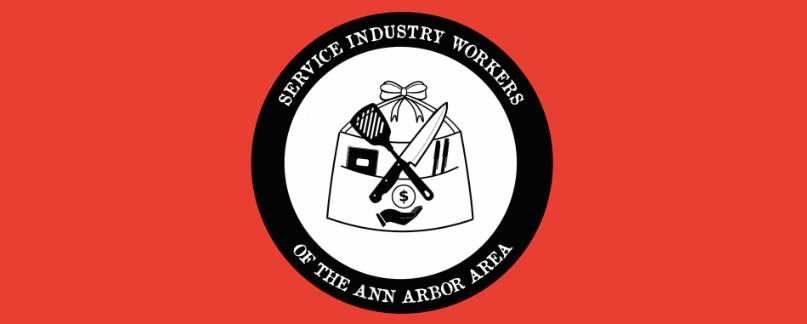 SERVICE INDUSTRY WORKERS
$
OF THE ANN ARBOR AREA